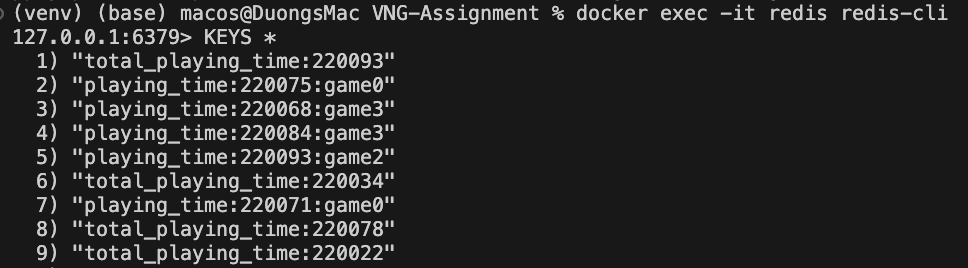 (venv) (base) macos@DuongsMac VNG-Assignment % docker exec -it redis redis-cli
127.0.0.1:6379> KEYS *
1) "total_playing_time:220093"
2) "playing_time:220075:game0"
3) "playing_time:220068:game3"
4) "playing_time:220084:game3"
5) "playing_time:220093:game2"
6) "total_playing_time:220034"
7) "playing_time:220071:game0"
8) "total_playing_time:220078"
9) "total_playing_time:220022"